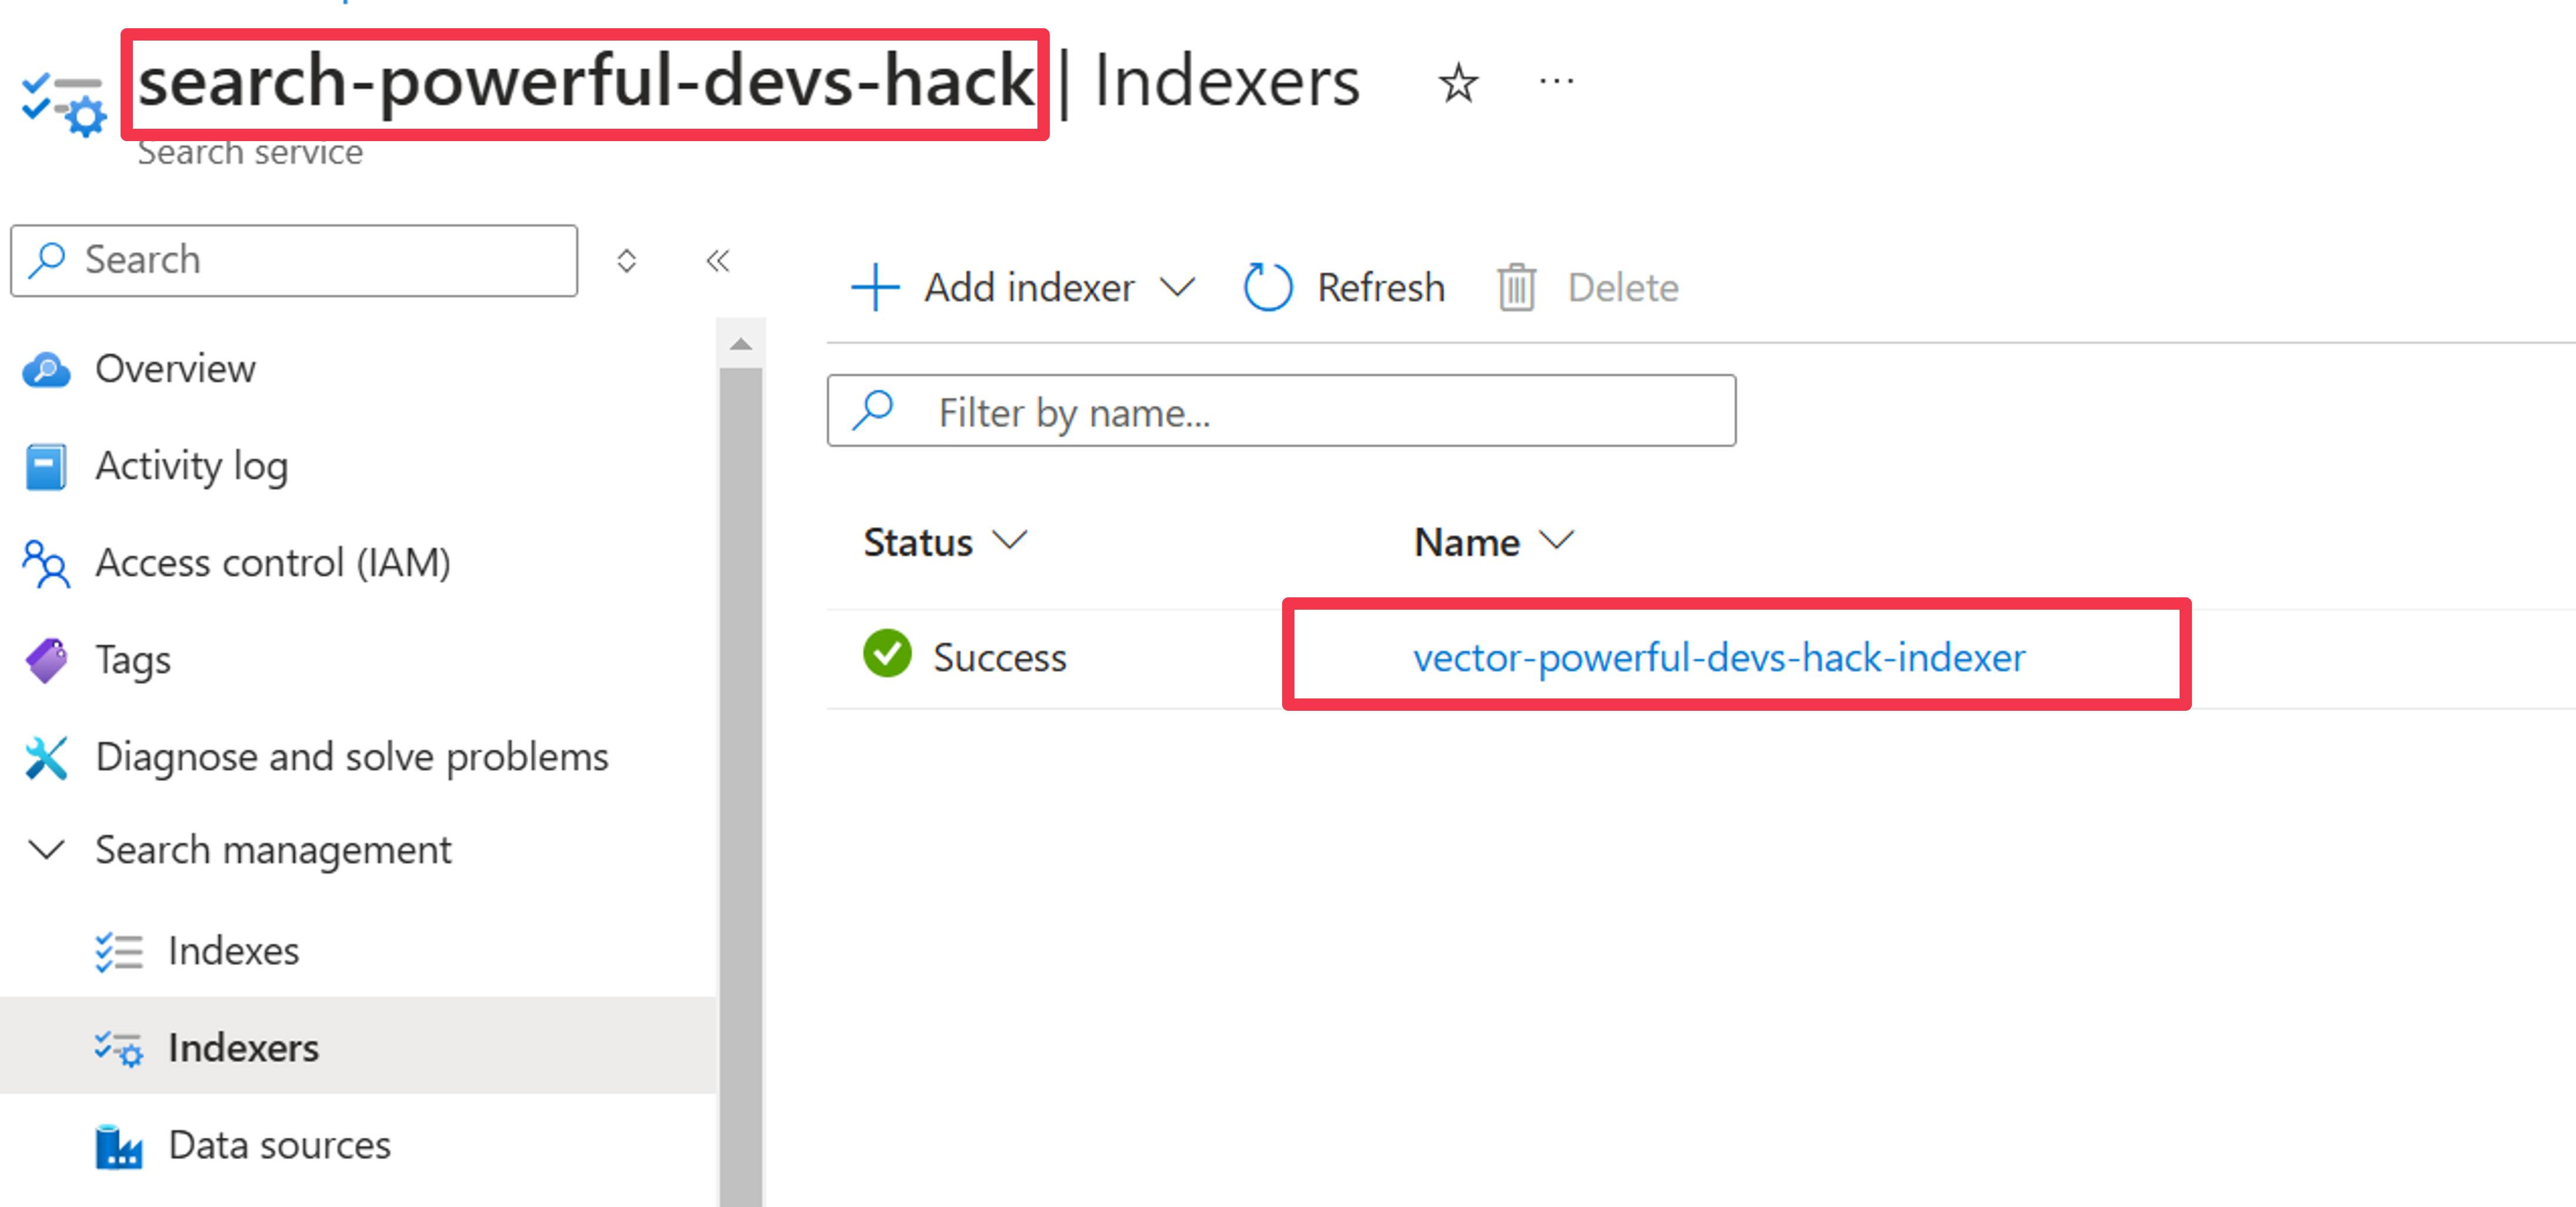 search-powerful-devs-hack | Indexers ☆ ...
Search service
Search
Overview
Activity log
Access control (IAM)
Tags
Diagnose and solve problems
Search management
Indexes
Indexers
Data sources
Add indexer Refresh Delete
Filter by name...
Status Name
Success vector-powerful-devs-hack-indexer